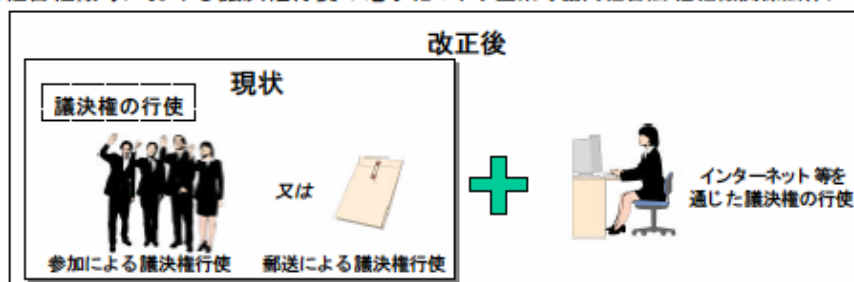 改正後
現状
議決権の行使
又は
参加による議決権行使
郵送による議決権行使
インターネット等を
通じた議決権の行使